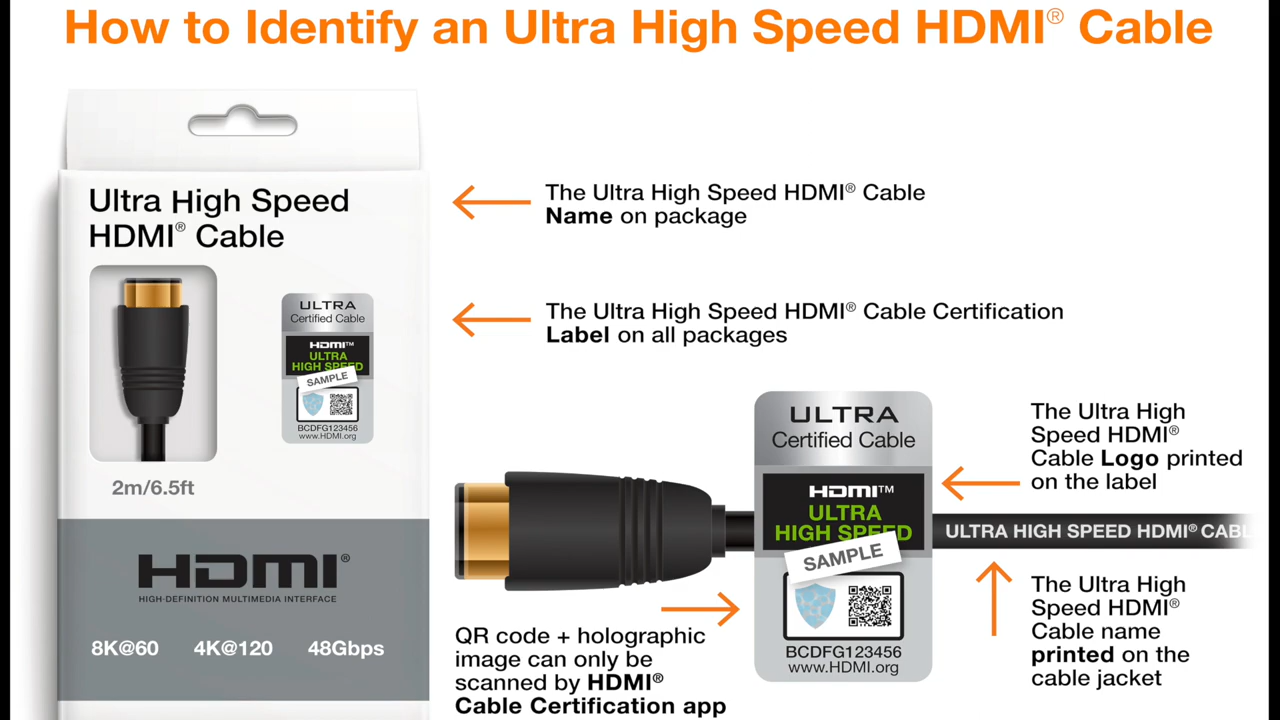 How to Identify an Ultra High Speed HDMI® Cable
Ultra High Speed
HDMI® Cable
ULTRA
Certified Cable
HDMI™
ULTRA
HIGH SPEED
SAMPLE
BCDFG123456
www.HDMI.org
2m/6.5ft
HDMI®
HIGH-DEFINITION MULTIMEDIA INTERFACE
8K@60 4K@120 48Gbps
The Ultra High Speed HDMI® Cable
Name on package
The Ultra High Speed HDMI® Cable Certification
Label on all packages
ULTRA
Certified Cable
HDMI™
ULTRA
HIGH SPEED
SAMPLE
BCDFG123456
www.HDMI.org
The Ultra High
Speed HDMI®
Cable Logo printed
on the label
ULTRA HIGH SPEED HDMI® CABL
The Ultra High
Speed HDMI®
Cable name
printed on the
cable jacket
QR code + holographic
image can only be
scanned by HDMI®
Cable Certification app